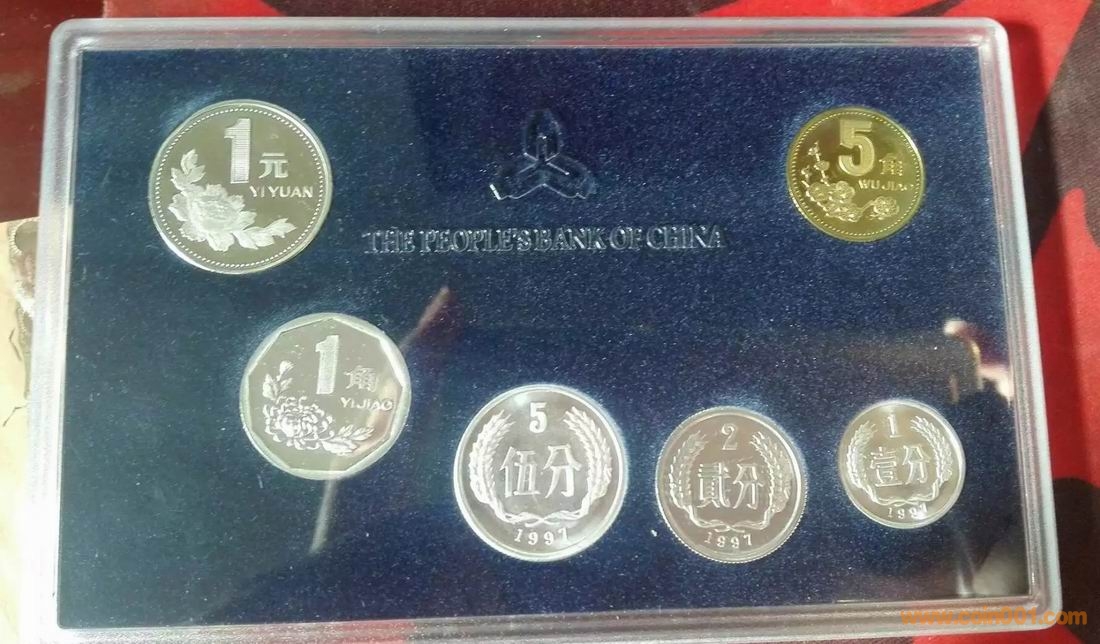 1
元
YI YUAN
5
角
WU JIAO
THE PEOPLE'S BANK OF CHINA
1
角
YI JIAO
5
伍分
1997
2
贰分
1997
1
壹分
1997
www.coin001.com